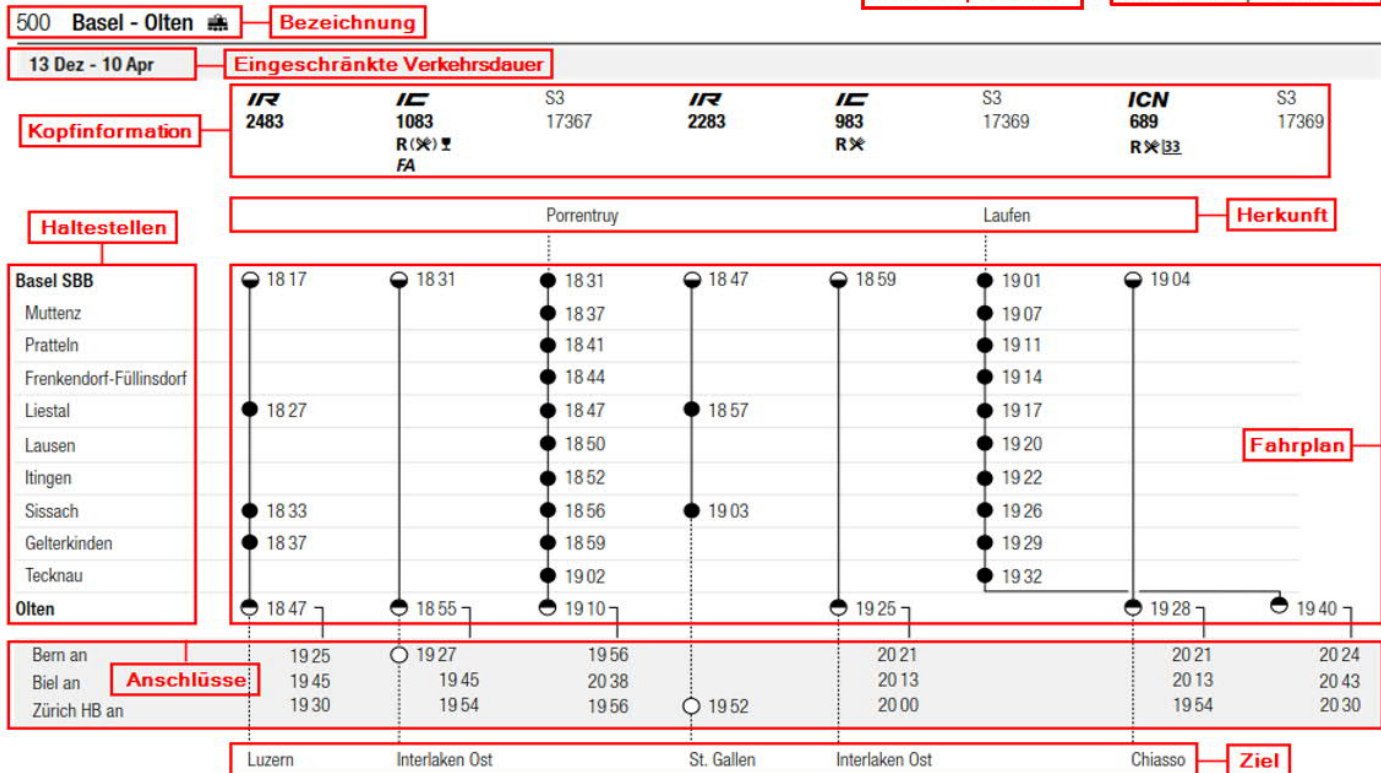 500 Basel - Olten Bezeichnung
13 Dez - 10 Apr Eingeschränkte Verkehrsdauer
Kopfinformation
IR IC S3 IR IC S3 ICN S3
2483 1083 17367 2283 983 17369 689 17369
R R R 33
FA
Porrentruy Laufen Herkunft
Haltestellen
Basel SBB 18 17 18 31 18 31 18 47 18 59 19 01 19 04
Muttenz 18 37 19 07
Pratteln 18 41 19 11
Frenkendorf-Füllinsdorf 18 44 19 14
Liestal 18 27 18 47 18 57 19 17
Lausen 18 50 19 20
Fahrplan
Itingen 18 52 19 22
Sissach 18 33 18 56 19 03 19 26
Gelterkinden 18 37 18 59 19 29
Tecknau 19 02 19 32
Olten 18 47 18 55 19 10 19 25 19 28 19 40
Bern an 19 25 19 27 19 56 20 21 20 21 20 24
Anschlüsse
Biel an 19 45 19 45 20 38 20 13 20 13 20 43
Zürich HB an 19 30 19 54 19 56 19 52 20 00 19 54 20 30
Luzern Interlaken Ost St. Gallen Interlaken Ost Chiasso Ziel